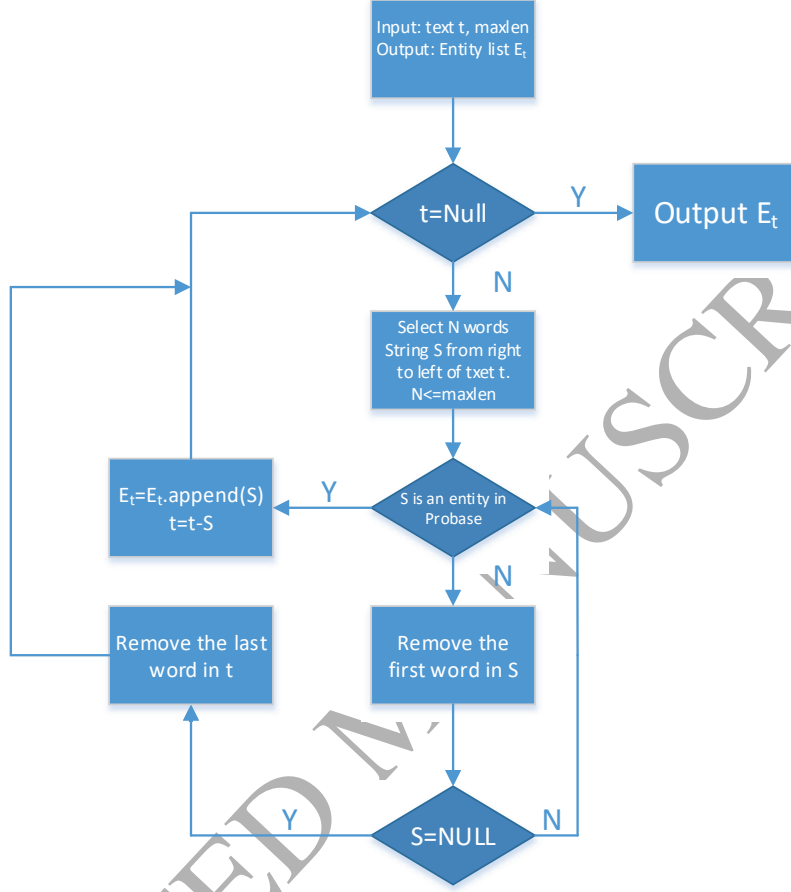 Input: text t, maxlen
Output: Entity list Et
t=Null
Y
Output Et
N
Select N words
String S from right
to left of txet t.
N<=maxlen
Et=Et.append(S)
t=t-S
Y
S is an entity in
Probase
N
Remove the last
word in t
Remove the
first word in S
Y
S=NULL
N